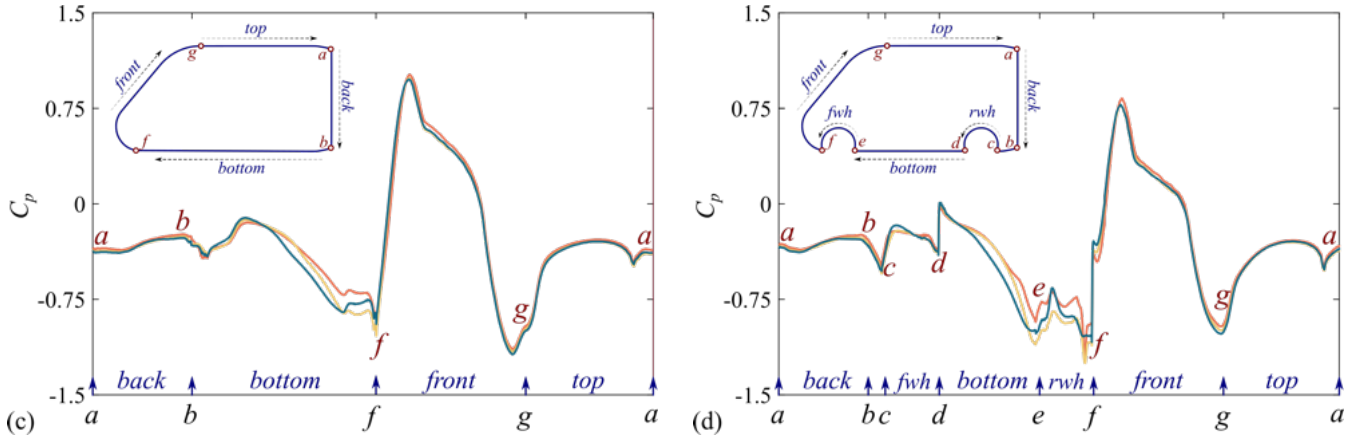 1.5
0.75
0
-0.75
-1.5
C_p
top
front
back
bottom
g
a
f
b
a
b
f
g
a
back
bottom
front
top
a
b
f
g
a
(c)
1.5
0.75
0
-0.75
-1.5
C_p
top
front
back
fwh
rwh
bottom
g
a
f
e
d
c
b
a
b
c
d
e
f
g
a
back
fwh
bottom
rwh
front
top
a
b
c
d
e
f
g
a
(d)